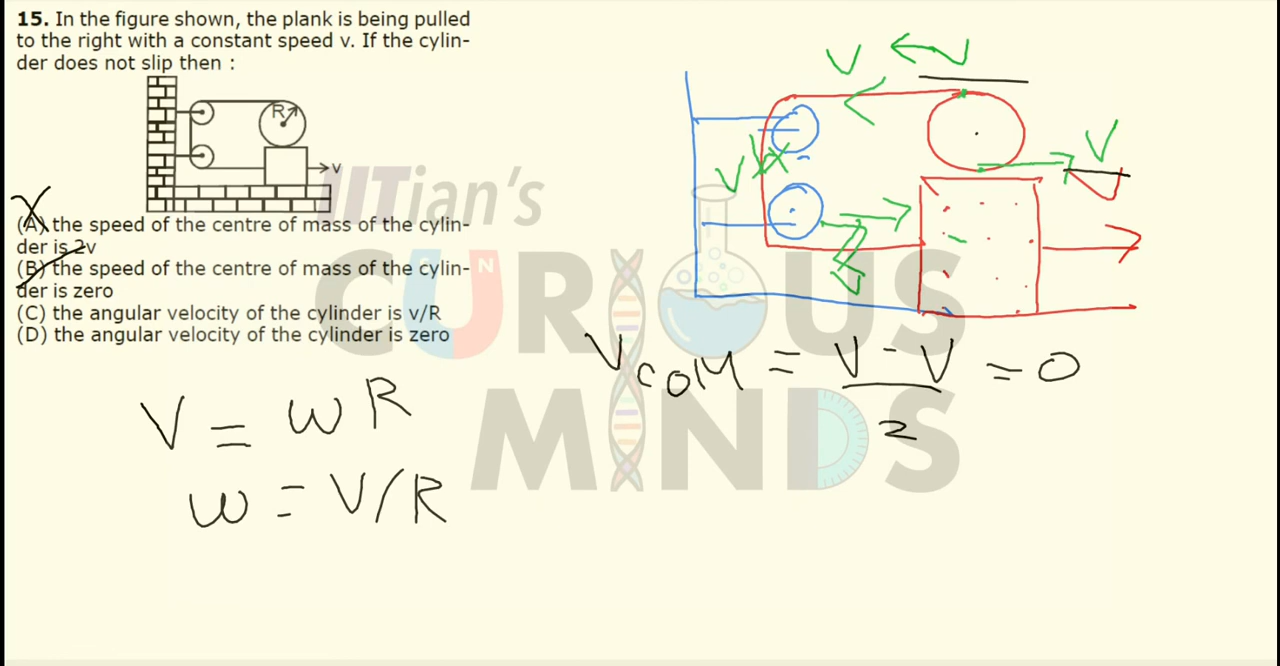 15. In the figure shown, the plank is being pulled
to the right with a constant speed v. If the cylin-
der does not slip then :
R
v
(A) the speed of the centre of mass of the cylin-
der is 2v
(B) the speed of the centre of mass of the cylin-
der is zero
(C) the angular velocity of the cylinder is v/R
(D) the angular velocity of the cylinder is zero
V = ωR
ω = V/R
V ← V
V
V
V
V
V_COM = V - V / 2 = 0
IITian's
CURIOUS
MINDS